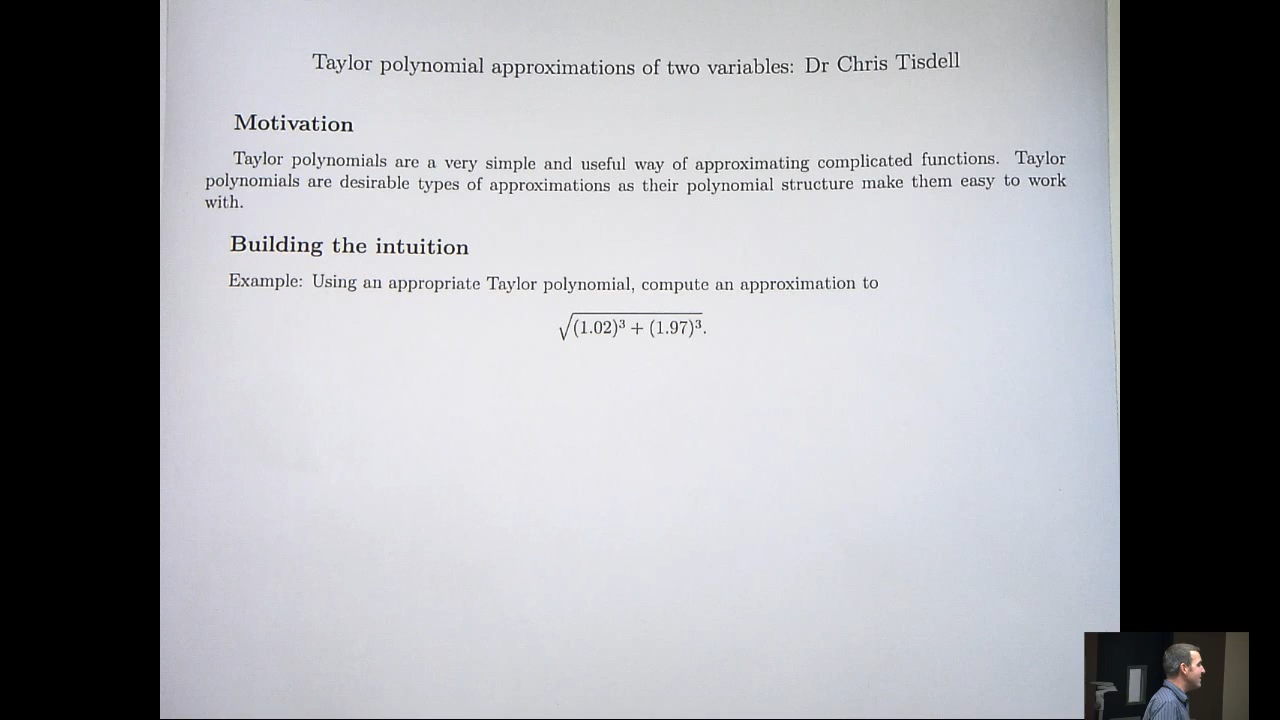 Taylor polynomial approximations of two variables: Dr Chris Tisdell
Motivation
Taylor polynomials are a very simple and useful way of approximating complicated functions. Taylor
polynomials are desirable types of approximations as their polynomial structure make them easy to work
with.
Building the intuition
Example: Using an appropriate Taylor polynomial, compute an approximation to
√(1.02)³ + (1.97)³.